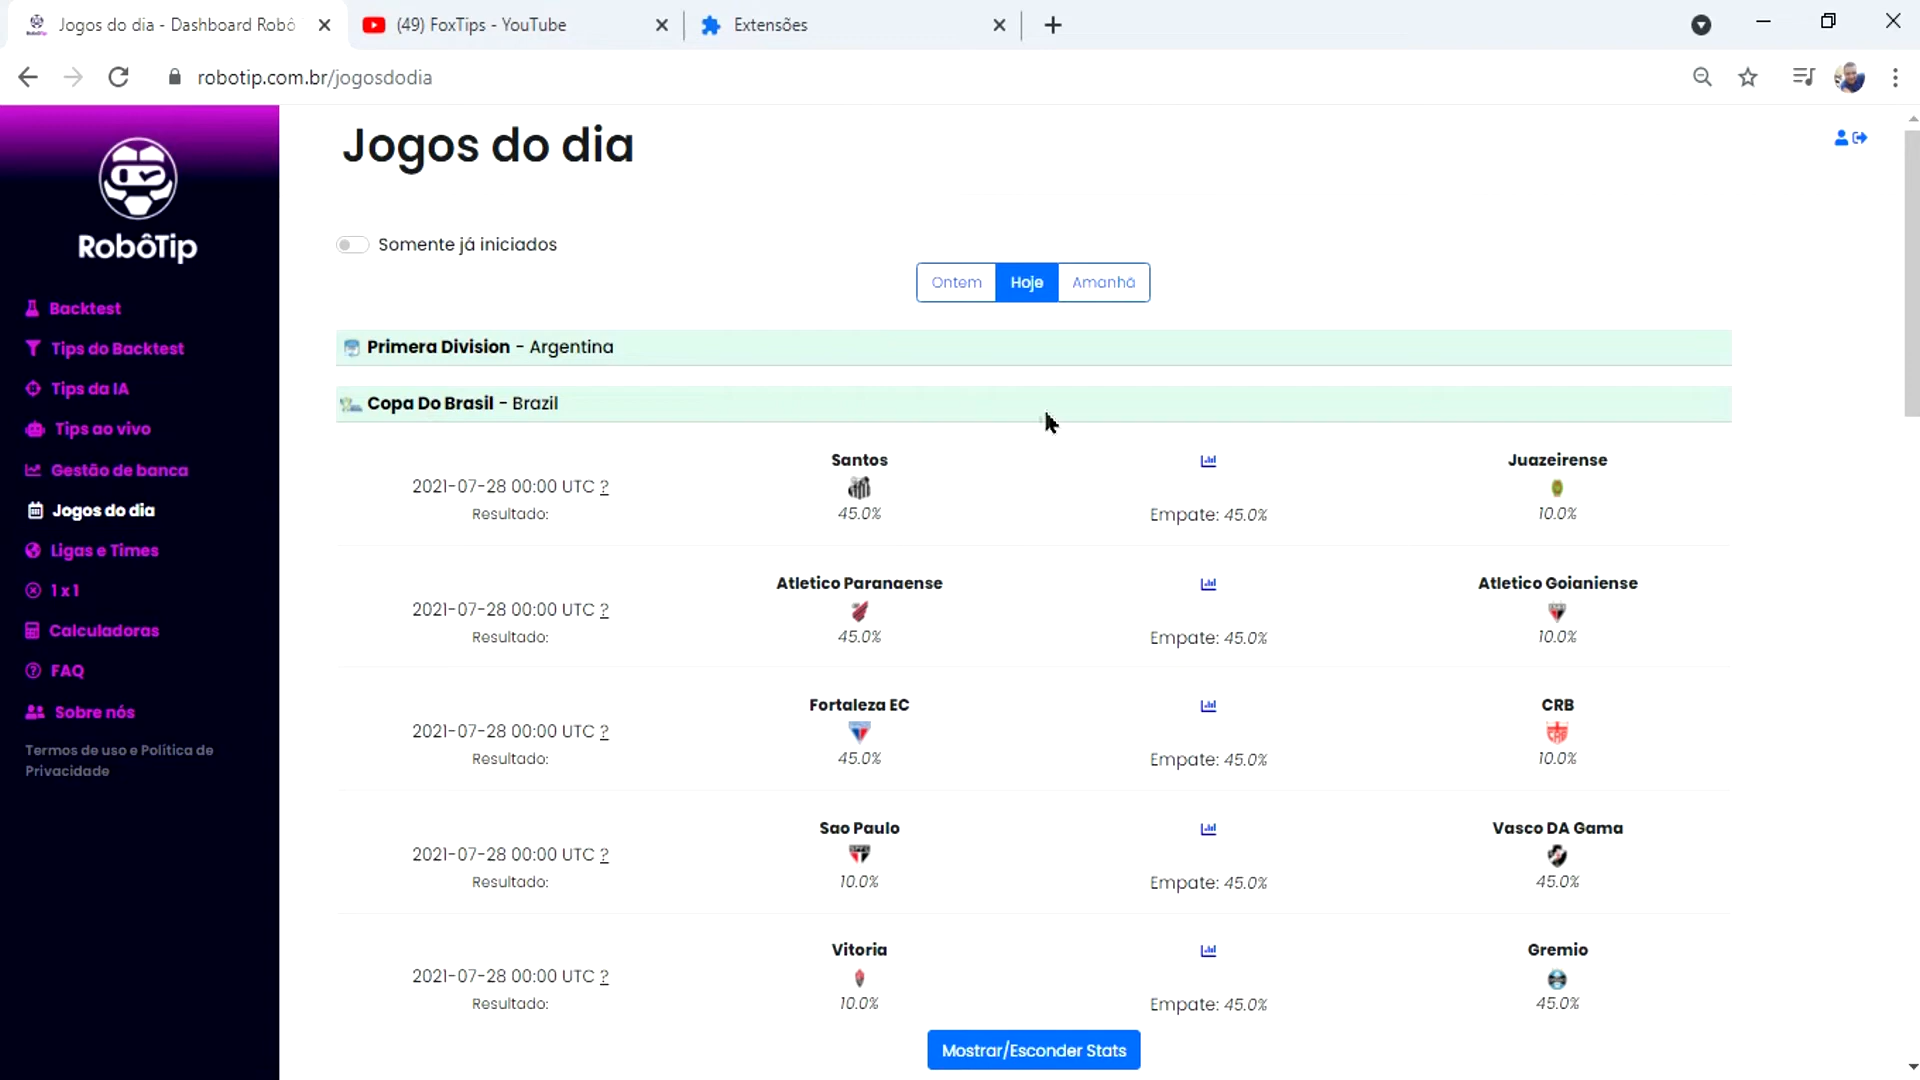 Jogos do dia - Dashboard Robô
(49) FoxTips - YouTube
Extensões
robotip.com.br/jogosdodia
RobôTip
Backtest
Tips do Backtest
Tips da IA
Tips ao vivo
Gestão de banca
Jogos do dia
Ligas e Times
1 x 1
Calculadoras
FAQ
Sobre nós
Termos de uso e Política de
Privacidade
Jogos do dia
Somente já iniciados
Ontem Hoje Amanhã
Primera Division - Argentina
Copa Do Brasil - Brazil
Santos Juazeirense
2021-07-28 00:00 UTC ?
Resultado: 45.0% Empate: 45.0% 10.0%
Atletico Paranaense Atletico Goianiense
2021-07-28 00:00 UTC ?
Resultado: 45.0% Empate: 45.0% 10.0%
Fortaleza EC CRB
2021-07-28 00:00 UTC ?
Resultado: 45.0% Empate: 45.0% 10.0%
Sao Paulo Vasco DA Gama
2021-07-28 00:00 UTC ?
Resultado: 10.0% Empate: 45.0% 45.0%
Vitoria Gremio
2021-07-28 00:00 UTC ?
Resultado: 10.0% Empate: 45.0% 45.0%
Mostrar/Esconder Stats